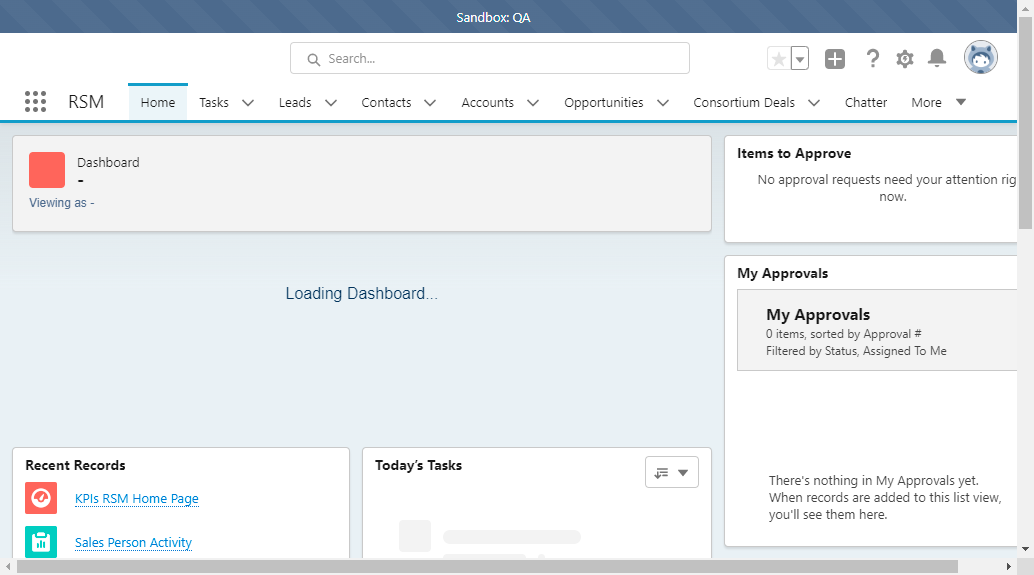 Sandbox: QA
Search...
RSM
Home
Tasks
Leads
Contacts
Accounts
Opportunities
Consortium Deals
Chatter
More
Dashboard
-
Viewing as -
Loading Dashboard...
Items to Approve
No approval requests need your attention rig
now.
My Approvals
My Approvals
0 items, sorted by Approval #
Filtered by Status, Assigned To Me
There's nothing in My Approvals yet.
When records are added to this list view,
you'll see them here.
Recent Records
KPIs RSM Home Page
Sales Person Activity
Today's Tasks